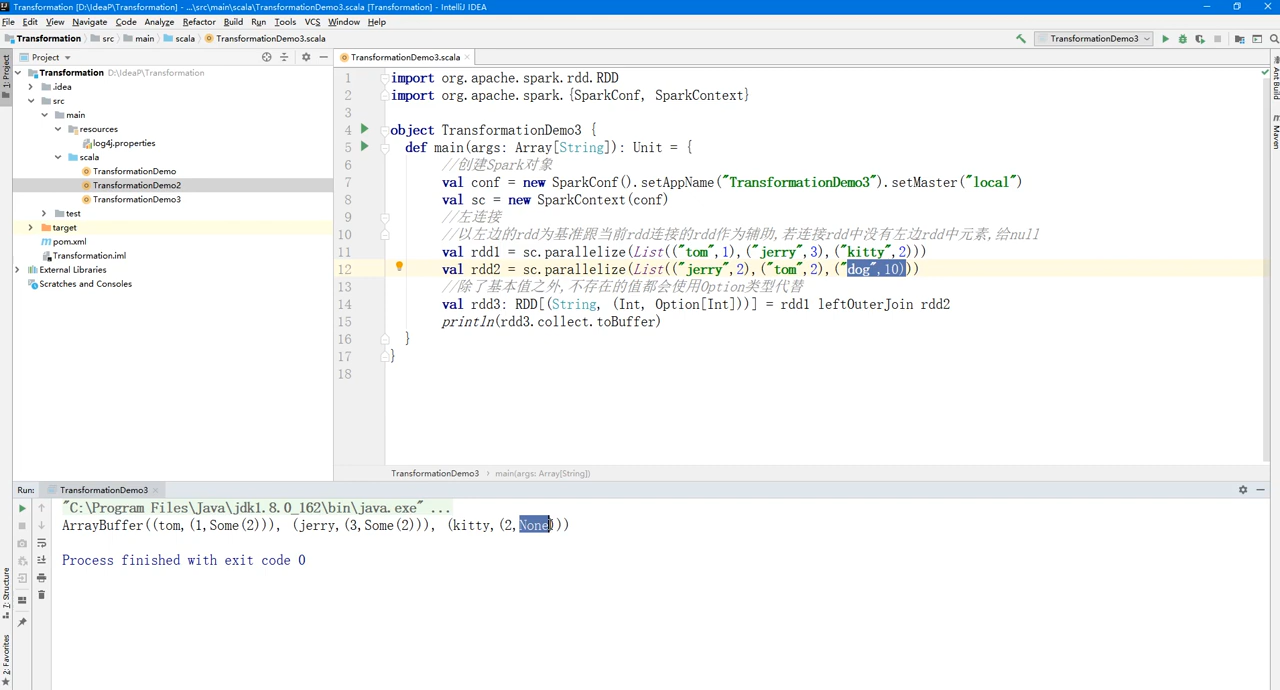 Transformation [D:\IdeaP\Transformation] - ...\src\main\scala\TransformationDemo3.scala [Transformation] - IntelliJ IDEA
File Edit View Navigate Code Analyze Refactor Build Run Tools VCS Window Help
Transformation src main scala TransformationDemo3.scala
TransformationDemo3
1: Project
Project
TransformationDemo3.scala
Transformation D:\IdeaP\Transformation
.idea
src
main
resources
log4j.properties
scala
TransformationDemo
TransformationDemo2
TransformationDemo3
test
target
pom.xml
Transformation.iml
External Libraries
Scratches and Consoles
1 import org.apache.spark.rdd.RDD
2 import org.apache.spark.{SparkConf, SparkContext}
3
4 object TransformationDemo3 {
5 def main(args: Array[String]): Unit = {
6 //创建Spark对象
7 val conf = new SparkConf().setAppName("TransformationDemo3").setMaster("local")
8 val sc = new SparkContext(conf)
9 //左连接
10 //以左边的rdd为基准跟当前rdd连接的rdd作为辅助,若连接rdd中没有左边rdd中元素,给null
11 val rdd1 = sc.parallelize(List(("tom",1),("jerry",3),("kitty",2)))
12 val rdd2 = sc.parallelize(List(("jerry",2),("tom",2),("dog",10)))
13 //除了基本值之外,不存在的值都会使用Option类型代替
14 val rdd3: RDD[(String, (Int, Option[Int]))] = rdd1 leftOuterJoin rdd2
15 println(rdd3.collect.toBuffer)
16 }
17 }
18
TransformationDemo3 › main(args: Array[String])
Ant Build
Maven
Run: TransformationDemo3
"C:\Program Files\Java\jdk1.8.0_162\bin\java.exe" ...
ArrayBuffer((tom,(1,Some(2))), (jerry,(3,Some(2))), (kitty,(2,None)))
Process finished with exit code 0
7: Structure
2: Favorites